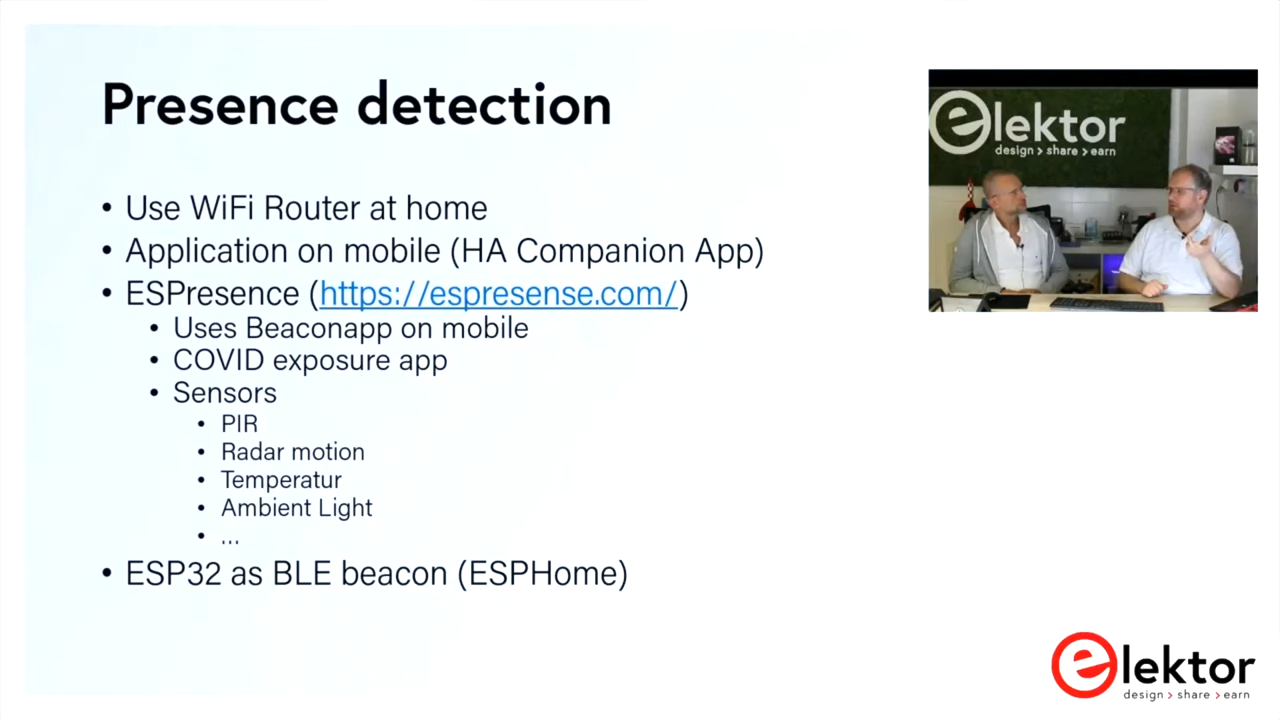 Presence detection
• Use WiFi Router at home
• Application on mobile (HA Companion App)
• ESPresence (https://espresense.com/)
• Uses Beaconapp on mobile
• COVID exposure app
• Sensors
• PIR
• Radar motion
• Temperatur
• Ambient Light
• ...
• ESP32 as BLE beacon (ESPHome)
elektor
design > share > earn
elektor
design > share > earn